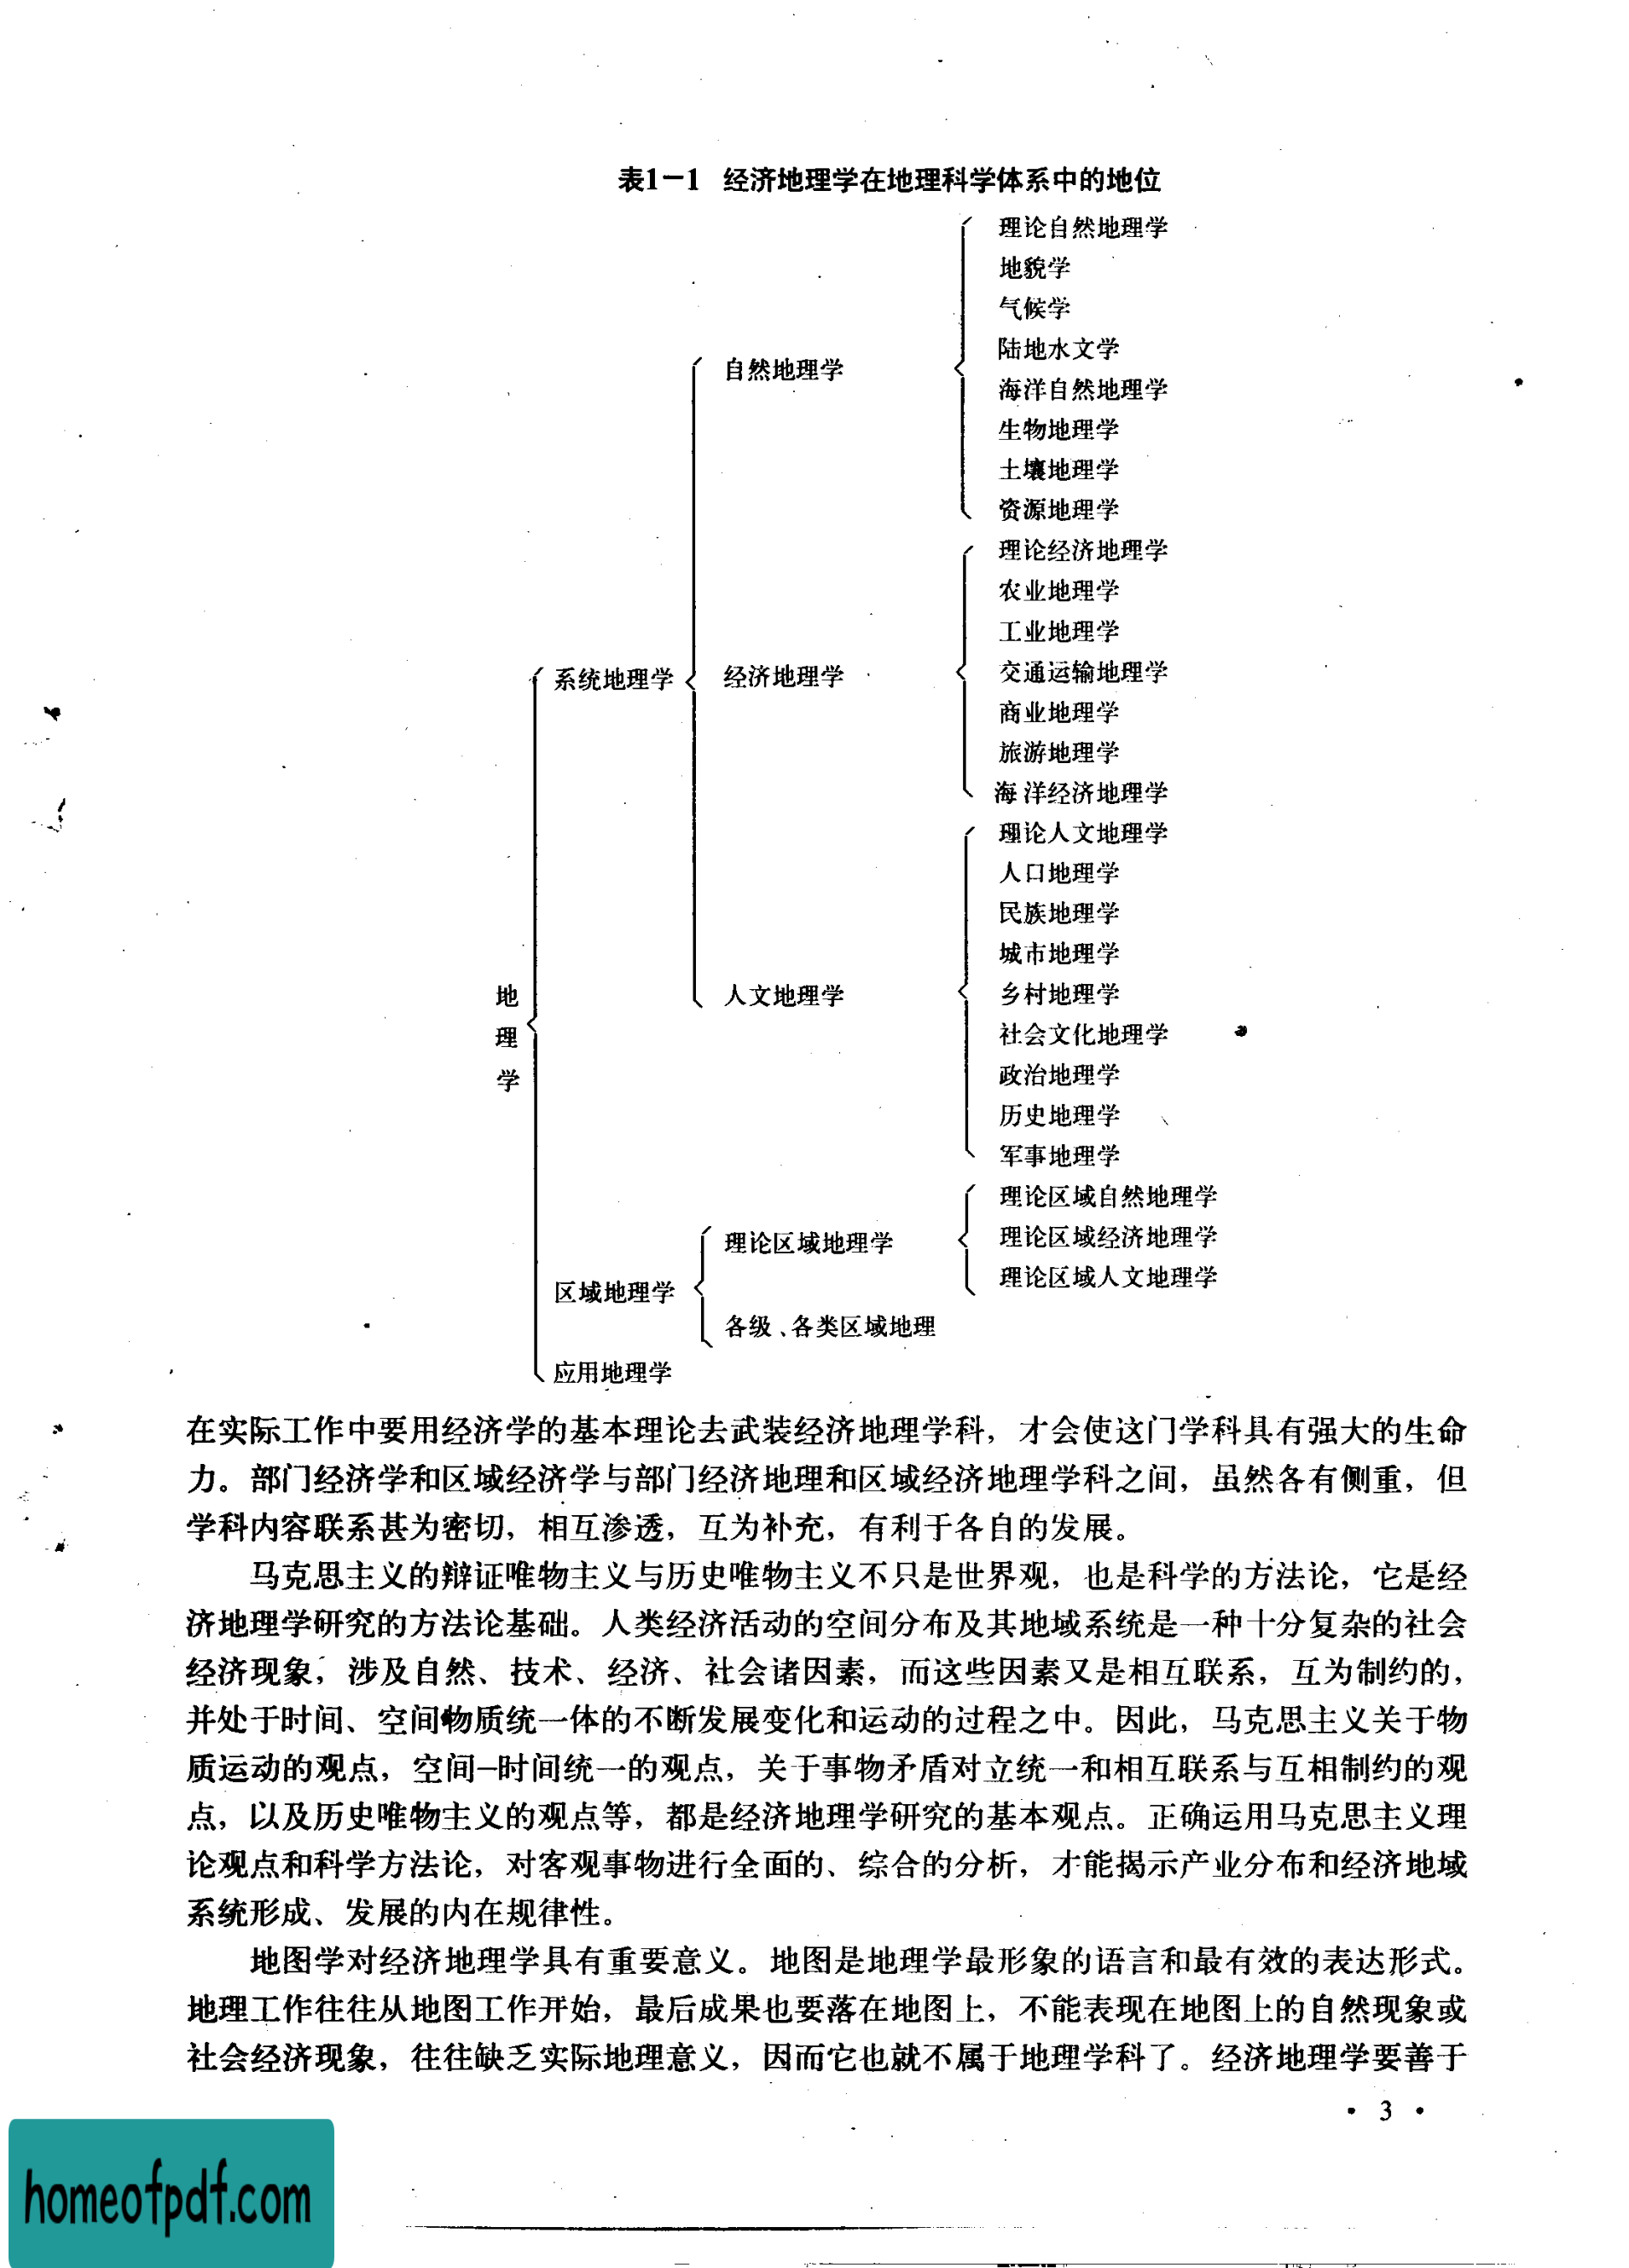 表1-1 经济地理学在地理科学体系中的地位
理论自然地理学
地貌学
气候学
陆地水文学
自然地理学
海洋自然地理学
生物地理学
土壤地理学
资源地理学
理论经济地理学
农业地理学
工业地理学
系统地理学 经济地理学 交通运输地理学
商业地理学
旅游地理学
海洋经济地理学
理论人文地理学
人口地理学
民族地理学
城市地理学
地理学
人文地理学 乡村地理学
社会文化地理学
政治地理学
历史地理学
军事地理学
理论区域自然地理学
理论区域地理学 理论区域经济地理学
理论区域人文地理学
区域地理学
各级、各类区域地理
应用地理学
在实际工作中要用经济学的基本理论去武装经济地理学科，才会使这门学科具有强大的生命
力。部门经济学和区域经济学与部门经济地理和区域经济地理学科之间，虽然各有侧重，但
学科内容联系甚为密切，相互渗透，互为补充，有利于各自的发展。
马克思主义的辩证唯物主义与历史唯物主义不只是世界观，也是科学的方法论，它是经
济地理学研究的方法论基础。人类经济活动的空间分布及其地域系统是一种十分复杂的社会
经济现象，涉及自然、技术、经济、社会诸因素，而这些因素又是相互联系，互为制约的，
并处于时间、空间物质统一体的不断发展变化和运动的过程之中。因此，马克思主义关于物
质运动的观点，空间-时间统一的观点，关于事物矛盾对立统一和相互联系与互相制约的观
点，以及历史唯物主义的观点等，都是经济地理学研究的基本观点。正确运用马克思主义理
论观点和科学方法论，对客观事物进行全面的、综合的分析，才能揭示产业分布和经济地域
系统形成、发展的内在规律性。
地图学对经济地理学具有重要意义。地图是地理学最形象的语言和最有效的表达形式。
地理工作往往从地图工作开始，最后成果也要落在地图上，不能表现在地图上的自然现象或
社会经济现象，往往缺乏实际地理意义，因而它也就不属于地理学科了。经济地理学要善于
• 3 •
homeofpdf.com